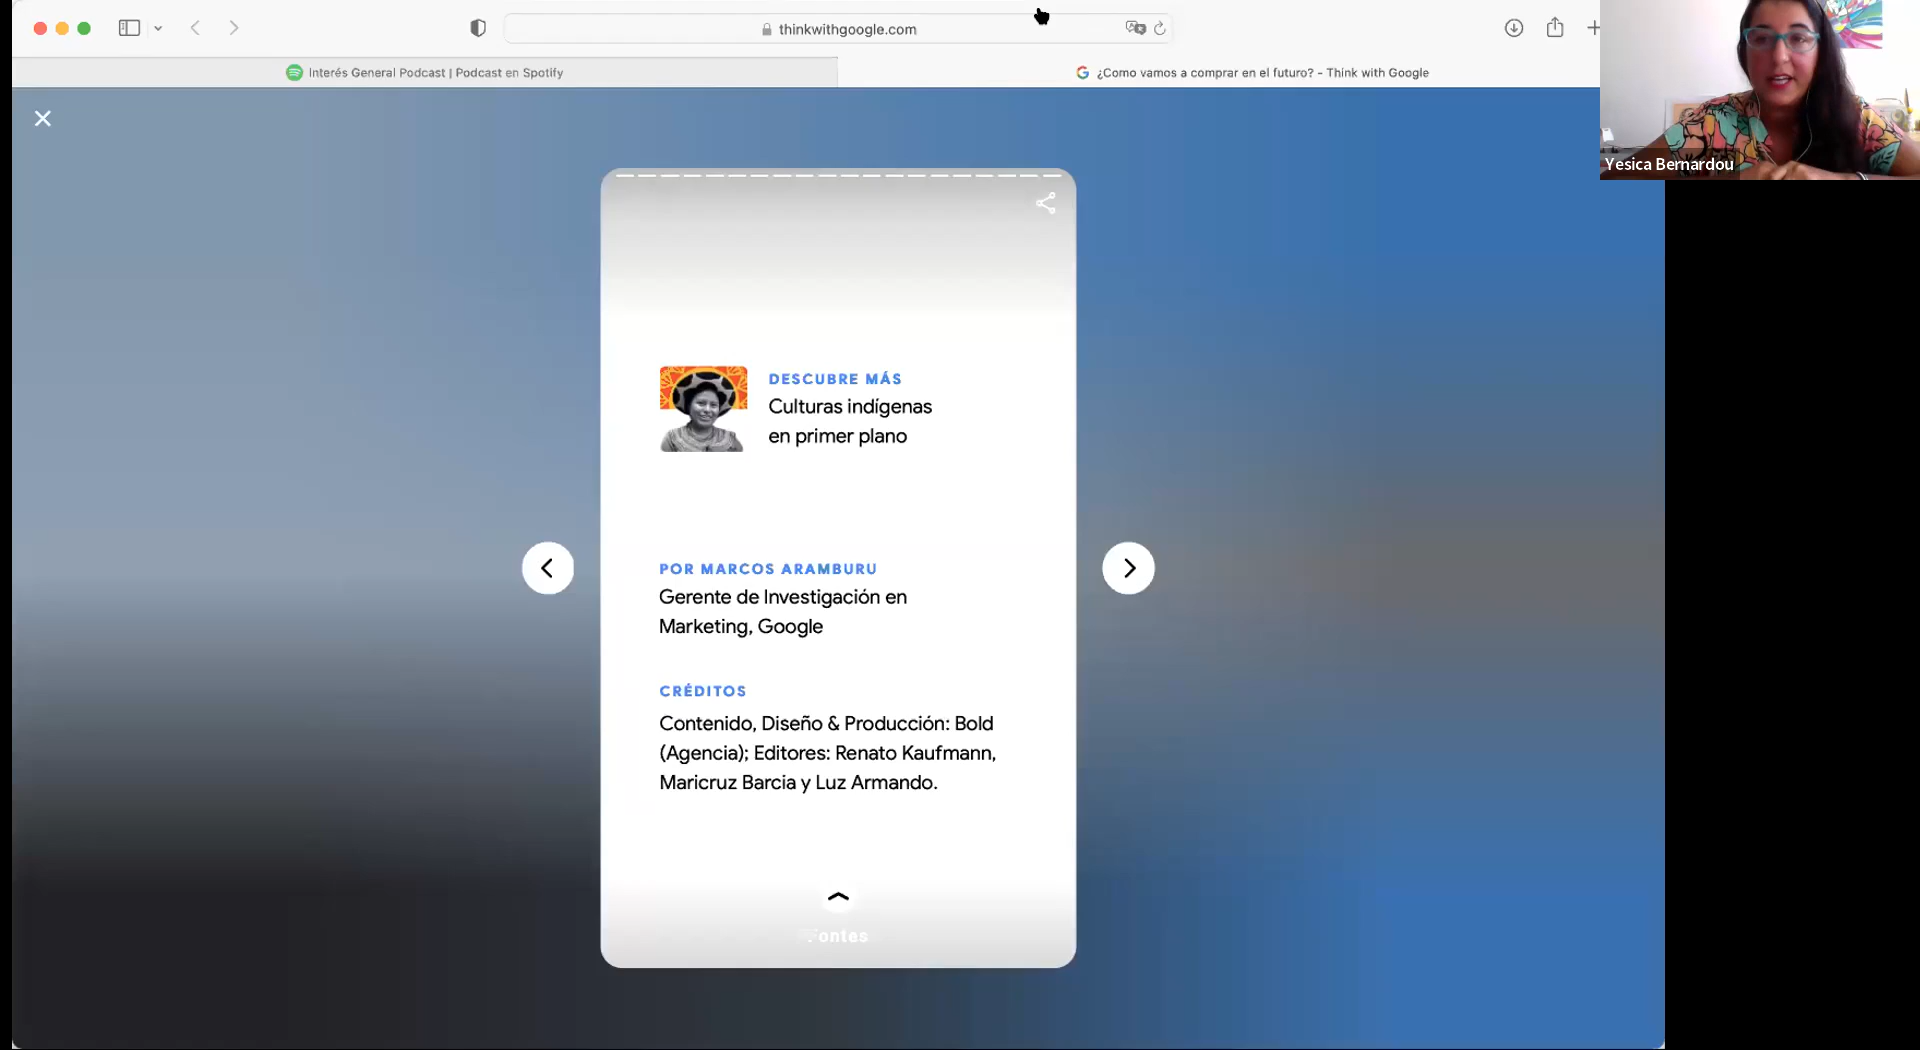 thinkwithgoogle.com
Interés General Podcast | Podcast en Spotify
¿Como vamos a comprar en el futuro? - Think with Google
Yesica Bernardou
DESCUBRE MÁS
Culturas indígenas
en primer plano
POR MARCOS ARAMBURU
Gerente de Investigación en
Marketing, Google
CRÉDITOS
Contenido, Diseño & Producción: Bold
(Agencia); Editores: Renato Kaufmann,
Maricruz Barcia y Luz Armando.
Fontes